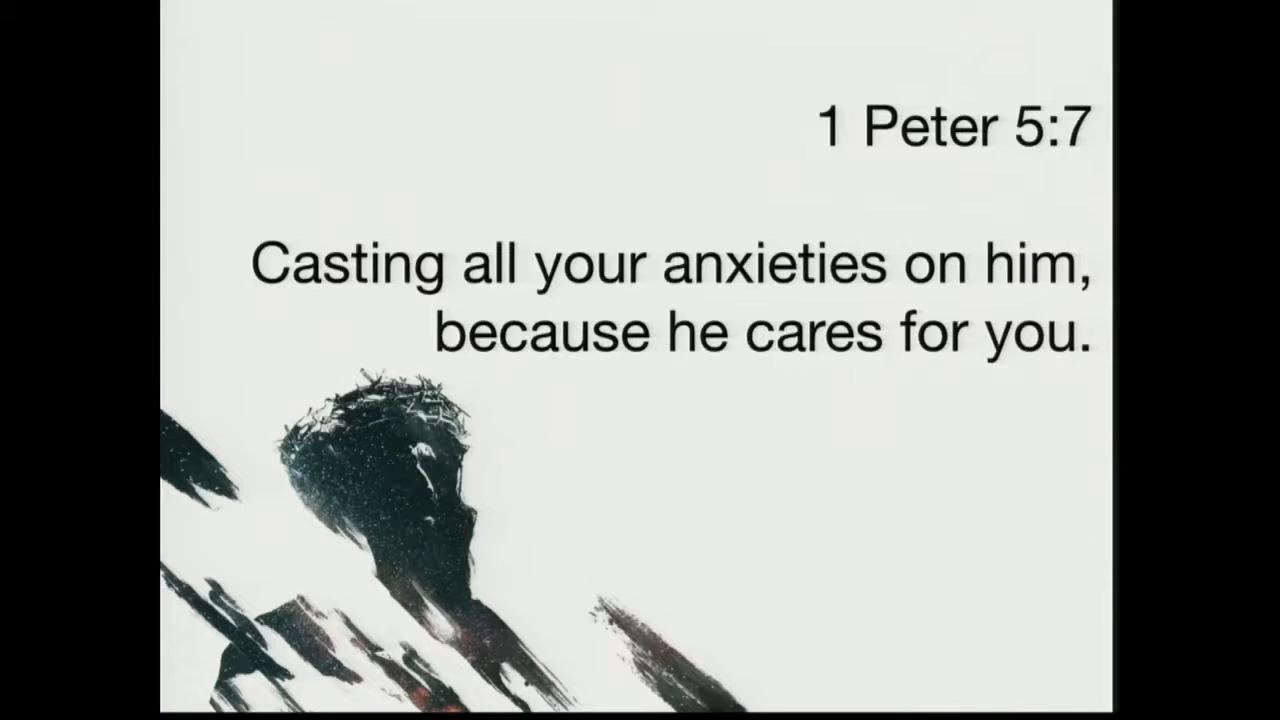 1 Peter 5:7
Casting all your anxieties on him,
because he cares for you.